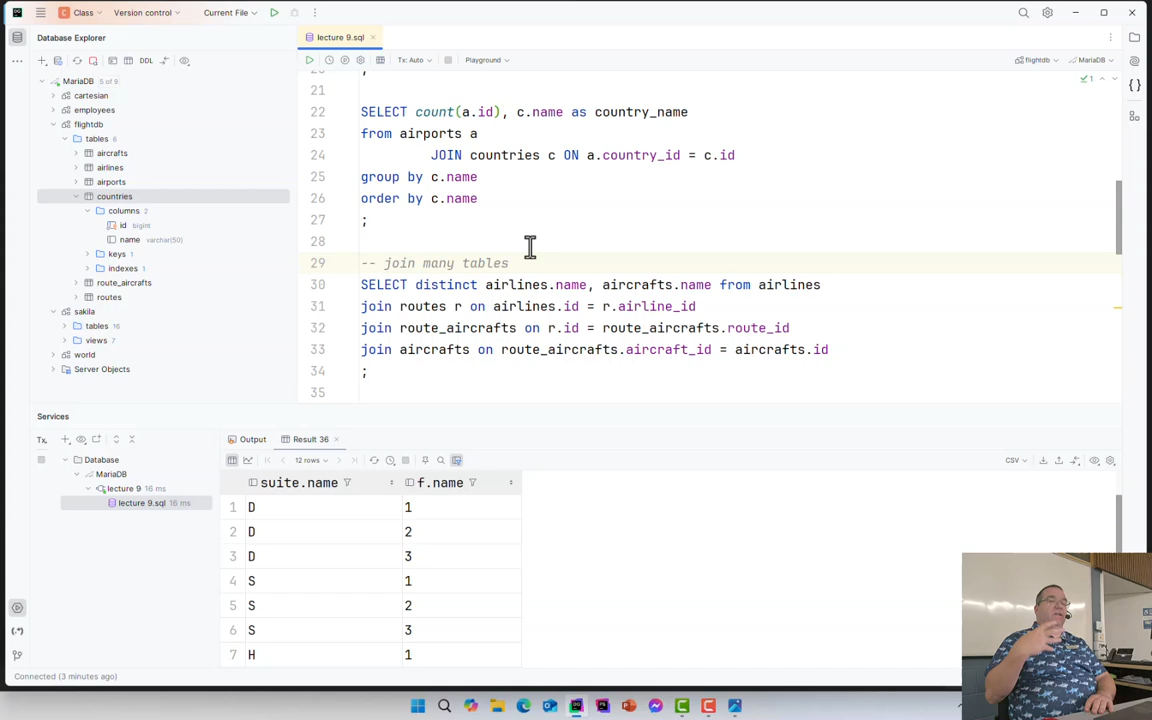 Class
Version control
Current File
Database Explorer
lecture 9.sql
DDL
Tx: Auto
Playground
flightdb
MariaDB
MariaDB 5 of 9
cartesian
employees
flightdb
tables 6
aircrafts
airlines
airports
countries
columns 2
id bigint
name varchar(50)
keys 1
indexes 1
route_aircrafts
routes
sakila
tables 16
views 7
world
Server Objects
21
22 SELECT count(a.id), c.name as country_name
23 from airports a
24 JOIN countries c ON a.country_id = c.id
25 group by c.name
26 order by c.name
27 ;
28
29 -- join many tables
30 SELECT distinct airlines.name, aircrafts.name from airlines
31 join routes r on airlines.id = r.airline_id
32 join route_aircrafts on r.id = route_aircrafts.route_id
33 join aircrafts on route_aircrafts.aircraft_id = aircrafts.id
34 ;
35
1
Services
Tx
Database
MariaDB
lecture 9 16 ms
lecture 9.sql 16 ms
Output
Result 36
12 rows
CSV
suite.name f.name
1 D 1
2 D 2
3 D 3
4 S 1
5 S 2
6 S 3
7 H 1
Connected (3 minutes ago)